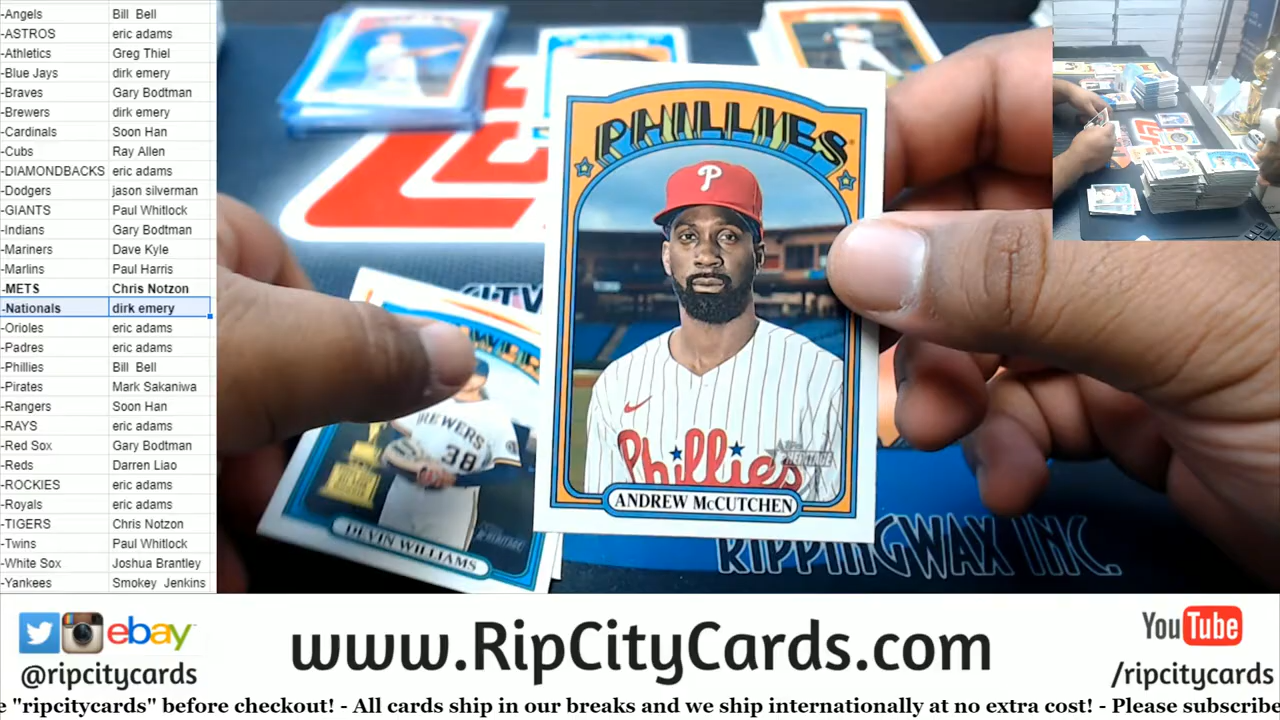 -Angels Bill Bell
-ASTROS eric adams
-Athletics Greg Thiel
-Blue Jays dirk emery
-Braves Gary Bodtman
-Brewers dirk emery
-Cardinals Soon Han
-Cubs Ray Allen
-DIAMONDBACKS eric adams
-Dodgers jason silverman
-GIANTS Paul Whitlock
-Indians Gary Bodtman
-Mariners Dave Kyle
-Marlins Paul Harris
-METS Chris Notzon
-Nationals dirk emery
-Orioles eric adams
-Padres eric adams
-Phillies Bill Bell
-Pirates Mark Sakaniwa
-Rangers Soon Han
-RAYS eric adams
-Red Sox Gary Bodtman
-Reds Darren Liao
-ROCKIES eric adams
-Royals eric adams
-TIGERS Chris Notzon
-Twins Paul Whitlock
-White Sox Joshua Brantley
-Yankees Smokey Jenkins
PHILLIES
P
Phillies
Topps
HERITAGE
ANDREW McCUTCHEN
BREWERS
38
DEVIN WILLIAMS
HERITAGE
RIPPINGWAX INC.
ebay
@ripcitycards
www.RipCityCards.com
YouTube
/ripcitycards
e "ripcitycards" before checkout! - All cards ship in our breaks and we ship internationally at no extra cost! - Please subscribe